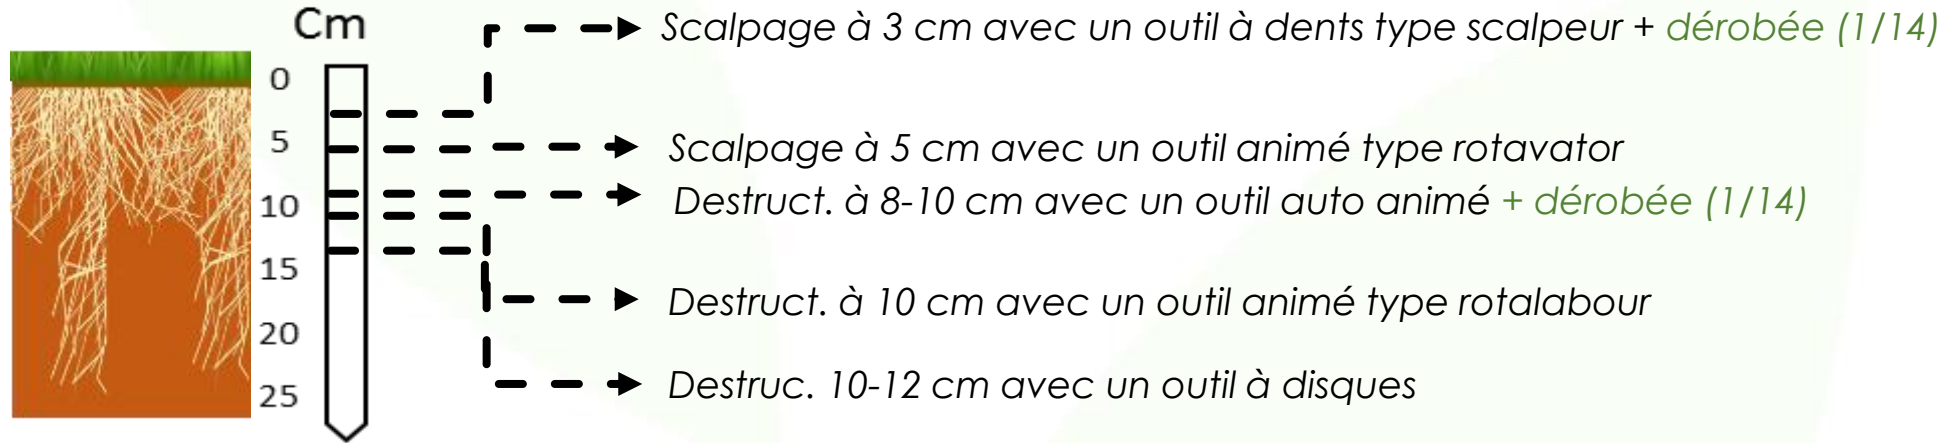 Cm
Scalpage à 3 cm avec un outil à dents type scalpeur + dérobée (1/14)
0
5
Scalpage à 5 cm avec un outil animé type rotavator
Destruct. à 8-10 cm avec un outil auto animé + dérobée (1/14)
10
15
Destruct. à 10 cm avec un outil animé type rotalabour
20
Destruc. 10-12 cm avec un outil à disques
25